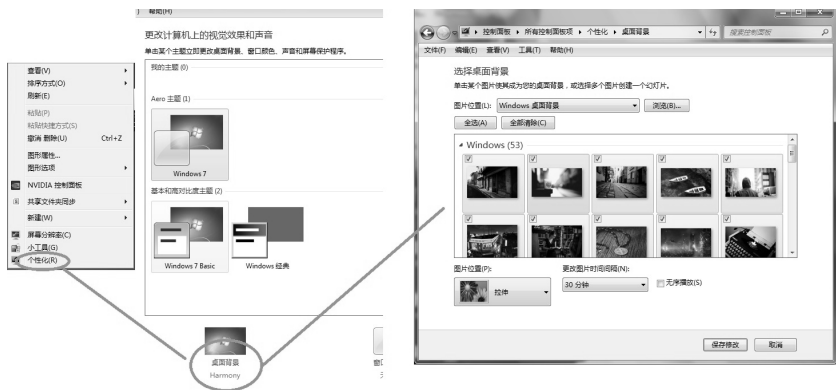 查看(V)
排序方式(O)
刷新(E)
粘贴(P)
粘贴快捷方式(S)
撤消 删除(U) Ctrl+Z
图形属性...
图形选项
NVIDIA 控制面板
共享文件夹同步
新建(W)
屏幕分辨率(C)
小工具(G)
个性化(R)
) 帮助(H)
更改计算机上的视觉效果和声音
单击某个主题立即更改桌面背景、窗口颜色、声音和屏幕保护程序。
我的主题 (0)
Aero 主题 (1)
Windows 7
基本和高对比度主题 (2)
Windows 7 Basic
Windows 经典
桌面背景
Harmony
控制面板 ▸ 所有控制面板项 ▸ 个性化 ▸ 桌面背景
搜索控制面板
文件(F) 编辑(E) 查看(V) 工具(T) 帮助(H)
选择桌面背景
单击某个图片使其成为您的桌面背景，或选择多个图片创建一个幻灯片。
图片位置(L): Windows 桌面背景 浏览(B)...
全选(A) 全部清除(C)
Windows (53)
图片位置(P): 更改图片时间间隔(N):
拉伸 30 分钟 无序播放(S)
保存修改 取消